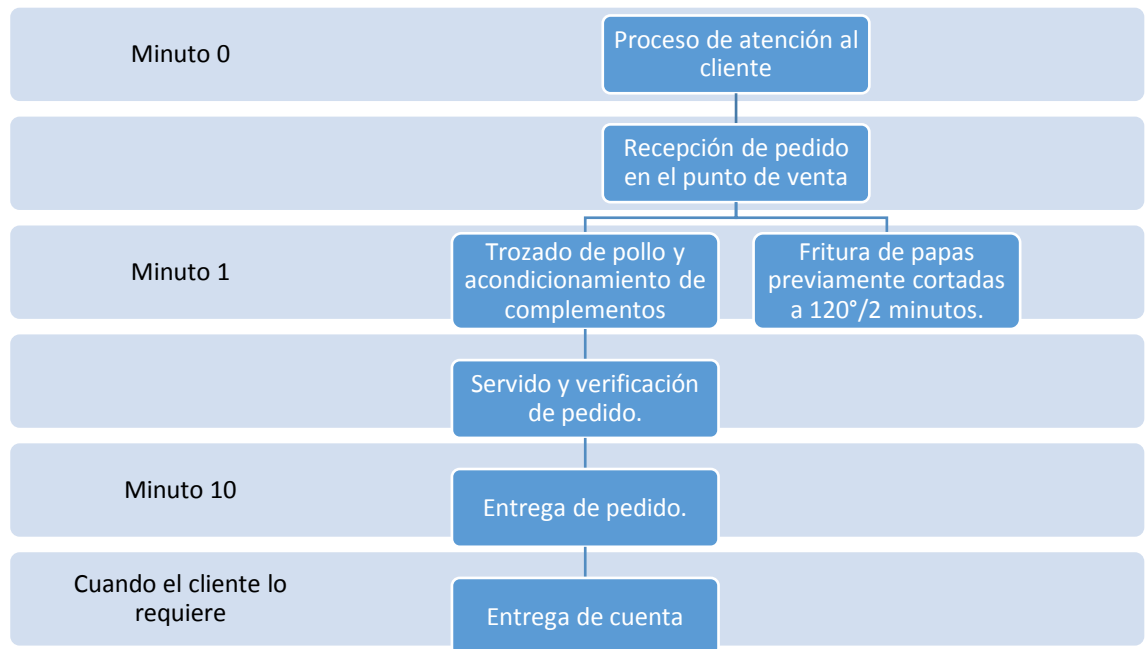 Minuto 0
Proceso de atención al
cliente
Recepción de pedido
en el punto de venta
Minuto 1
Trozado de pollo y
acondicionamiento de
complementos
Fritura de papas
previamente cortadas
a 120°/2 minutos.
Servido y verificación
de pedido.
Minuto 10
Entrega de pedido.
Cuando el cliente lo
requiere
Entrega de cuenta